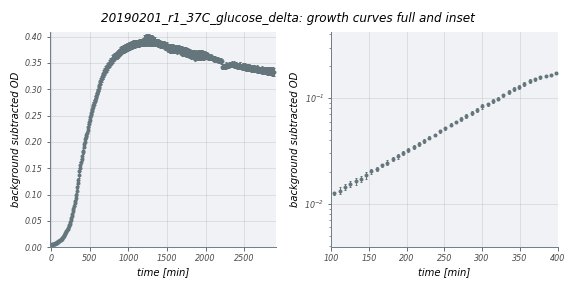 20190201_r1_37C_glucose_delta: growth curves full and inset
background subtracted OD
0.40
0.35
0.30
0.25
0.20
0.15
0.10
0.05
0.00
0 500 1000 1500 2000 2500
time [min]
background subtracted OD
10⁻¹
10⁻²
100 150 200 250 300 350 400
time [min]